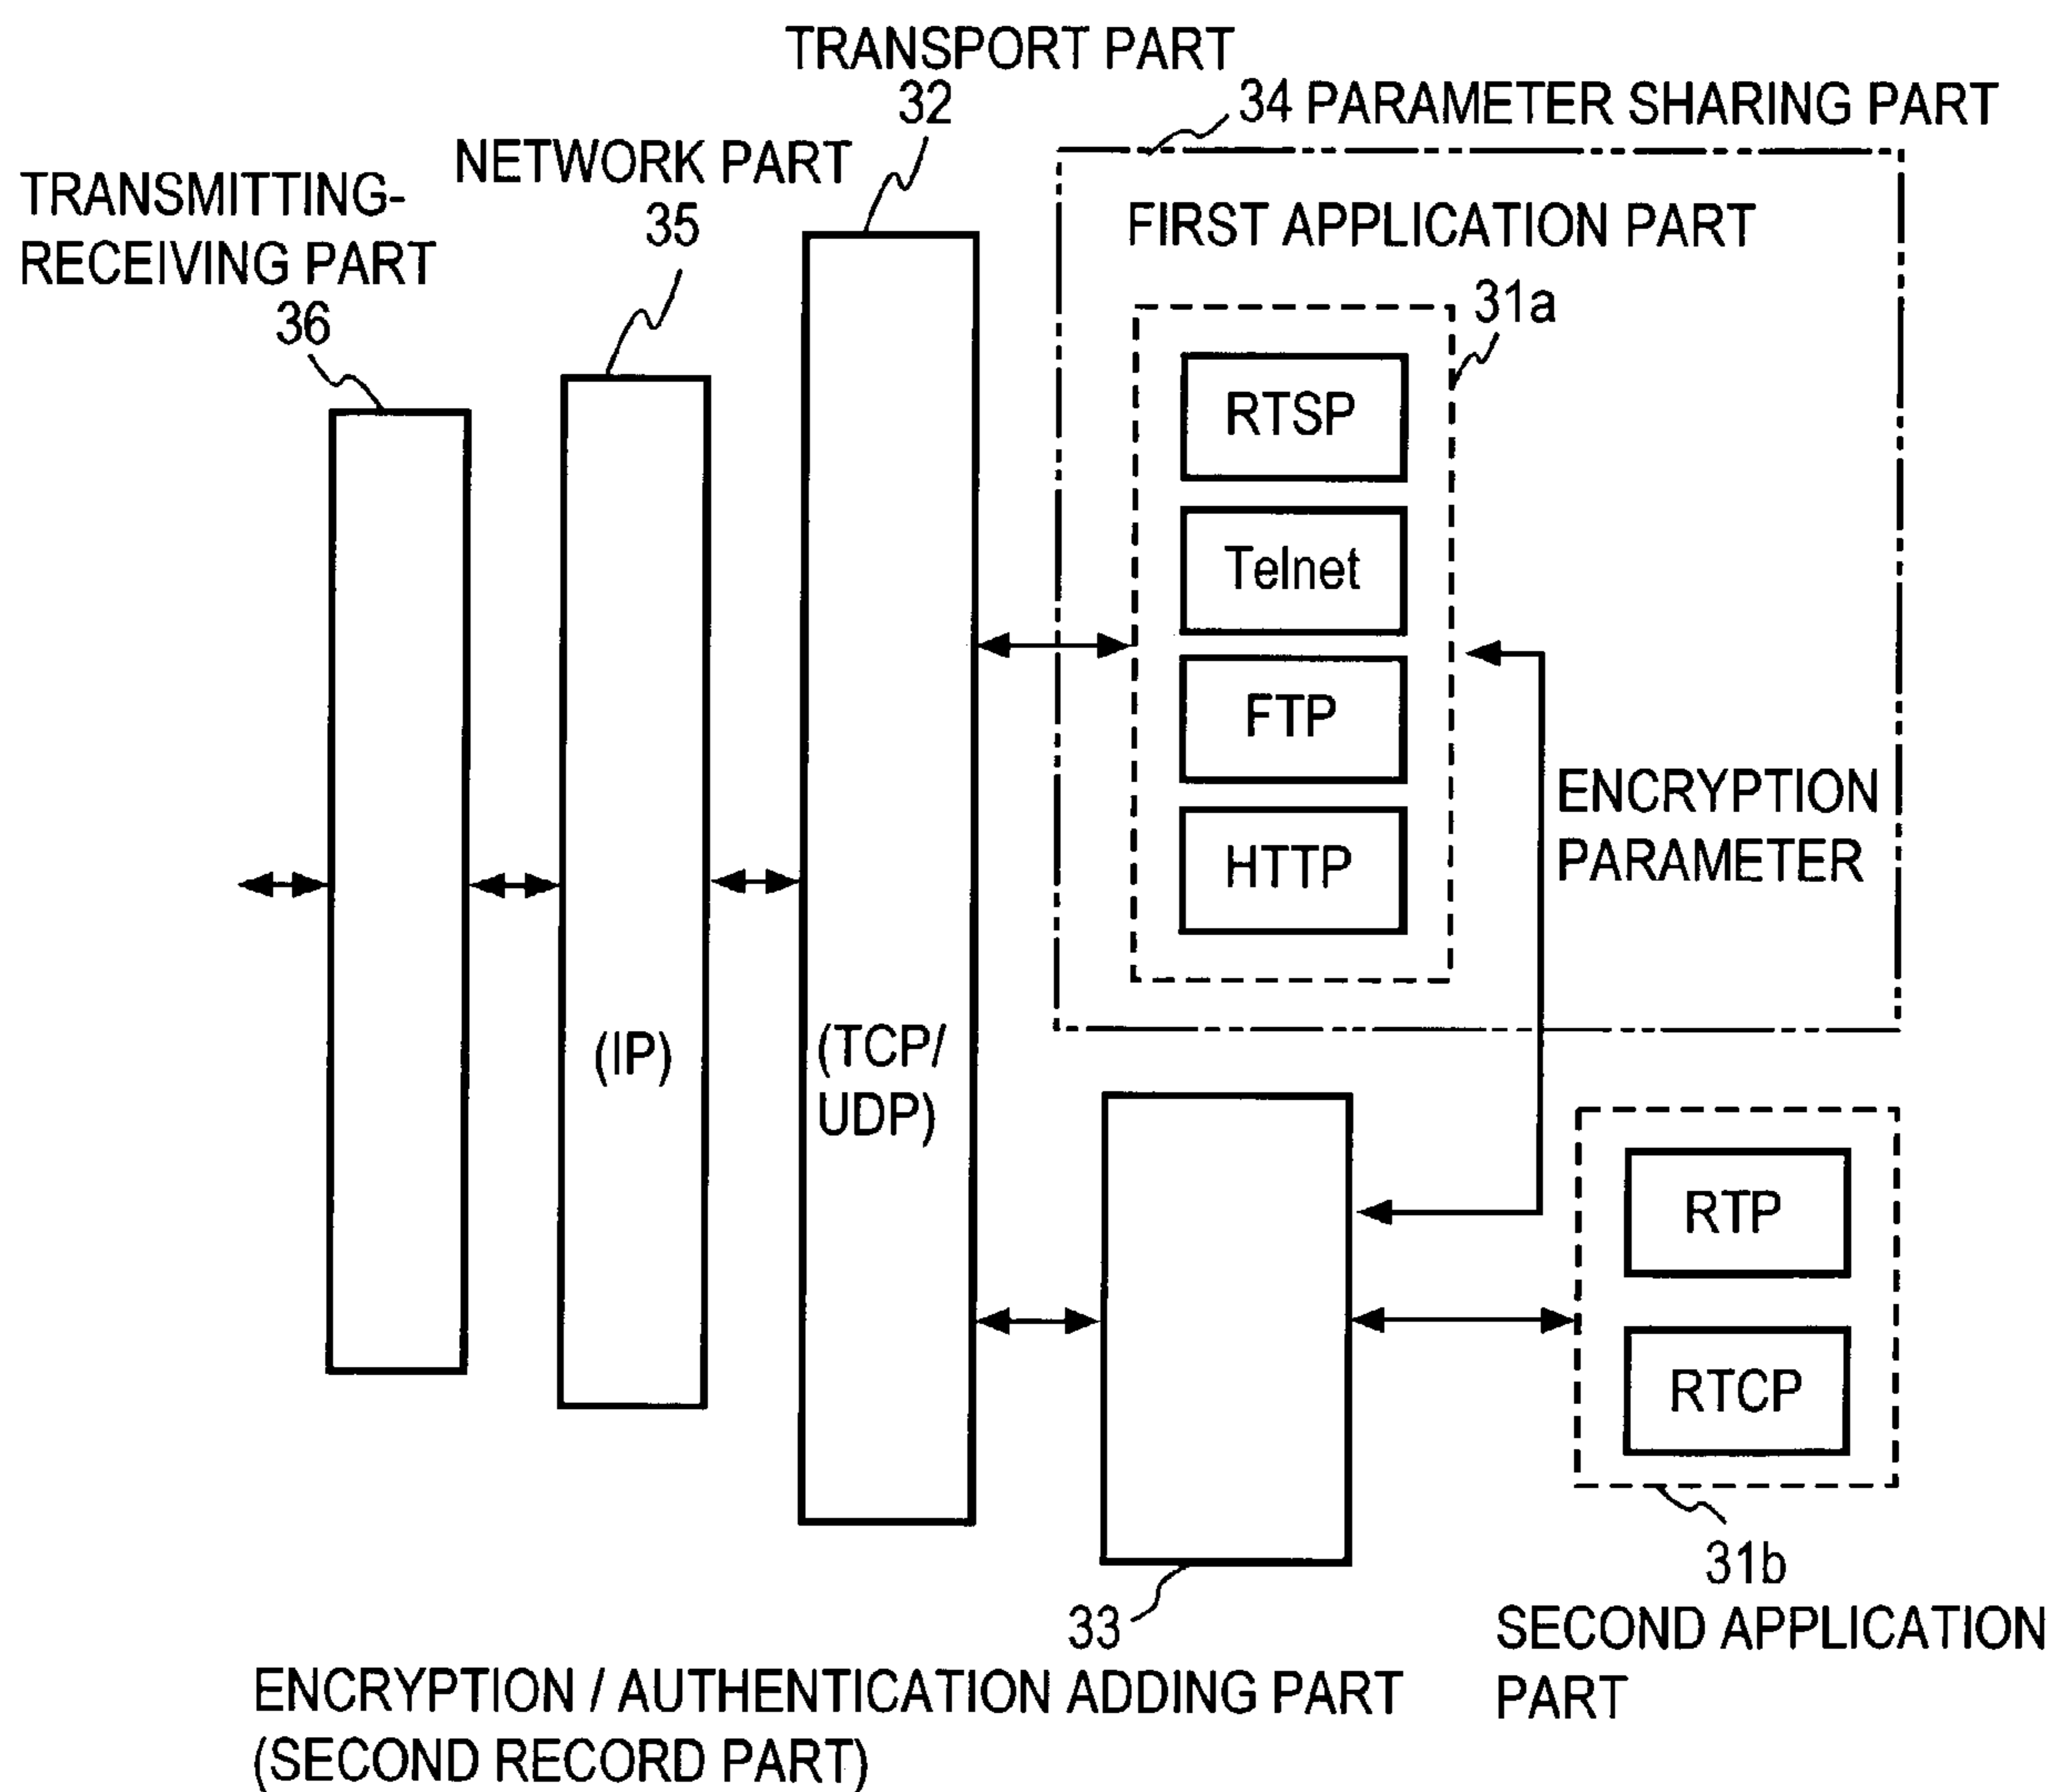 TRANSPORT PART
32
34 PARAMETER SHARING PART
NETWORK PART
35
TRANSMITTING-
RECEIVING PART
36
FIRST APPLICATION PART
31a
RTSP
Telnet
FTP
HTTP
ENCRYPTION
PARAMETER
(IP)
(TCP/
UDP)
RTP
RTCP
31b
SECOND APPLICATION
PART
33
ENCRYPTION / AUTHENTICATION ADDING PART
(SECOND RECORD PART)